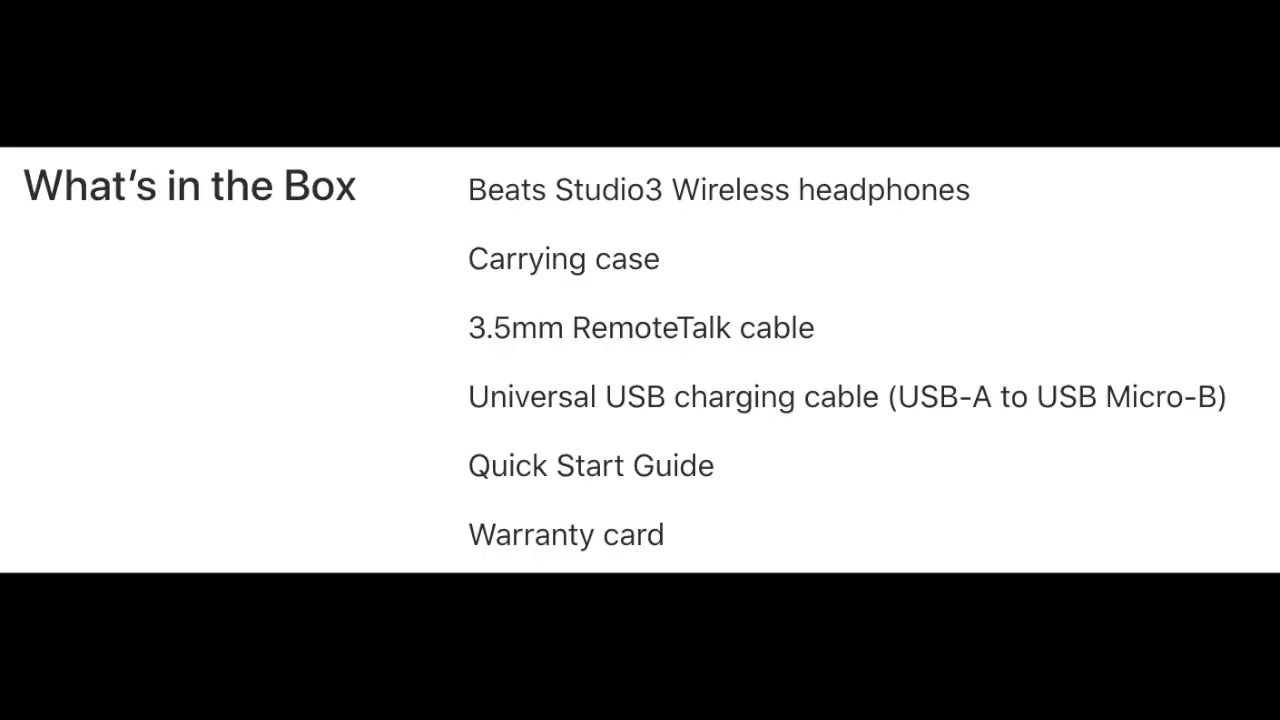 What’s in the Box
Beats Studio3 Wireless headphones
Carrying case
3.5mm RemoteTalk cable
Universal USB charging cable (USB-A to USB Micro-B)
Quick Start Guide
Warranty card